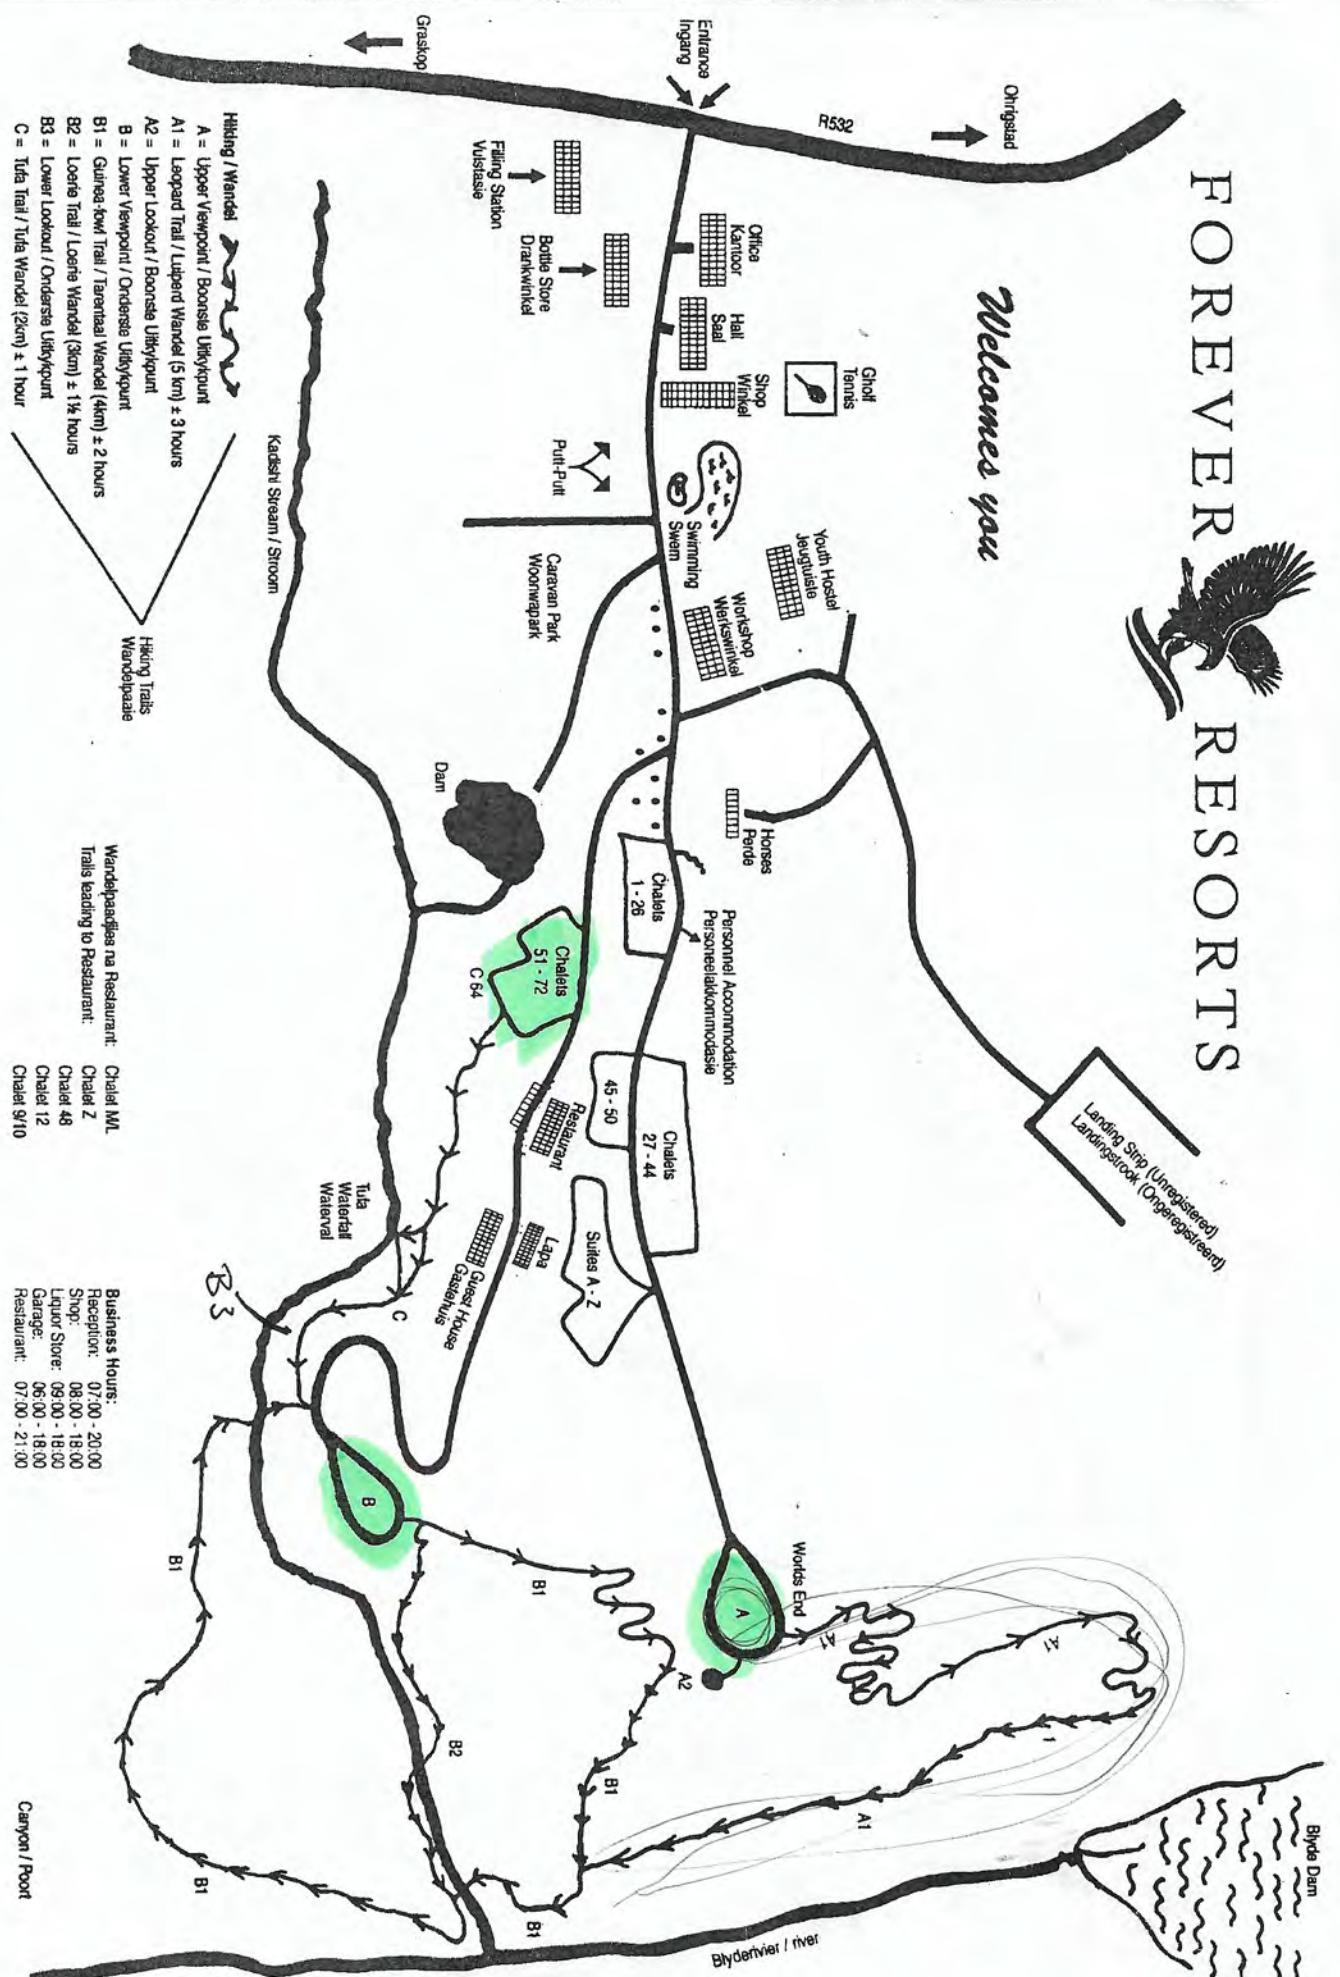 FOREVER RESORTS
Welcomes you
Ohrigstad
R532
Entrance
Ingang
Graskop
Filling Station
Vulstasie
Bottle Store
Drankwinkel
Office
Kantoor
Hall
Saal
Shop
Winkel
Gholf
Tennis
Putt-Putt
Swimming
Swem
Youth Hostel
Jeugtuiste
Workshop
Werkswinkel
Caravan Park
Woonwapark
Horses
Perde
Dam
Kadishi Stream / Stroom
Landing Strip (Unregistered)
Landingstrook (Ongeregistreerd)
Personnel Accommodation
Personeelakkommodasie
Chalets
1 - 26
Chalets
51 - 72
C 64
45 - 50
Chalets
27 - 44
Restaurant
Suites A - Z
Lapa
Guest House
Gastehuis
Tufa
Waterfall
Waterval
C
B3
B
B1
B1
B1
B1
B1
B2
Worlds End
A
A1
A1
1
A1
A2
Blyde Dam
Blyderivier / river
Canyon / Poort
Hiking / Wandel
A = Upper Viewpoint / Boonste Uitkykpunt
A1 = Leopard Trail / Luiperd Wandel (5 km) ± 3 hours
A2 = Upper Lookout / Boonste Uitkykpunt
B = Lower Viewpoint / Onderste Uitkykpunt
B1 = Guinea-fowl Trail / Tarentaal Wandel (4km) ± 2 hours
B2 = Loerie Trail / Loerie Wandel (3km) ± 1½ hours
B3 = Lower Lookout / Onderste Uitkykpunt
C = Tufa Trail / Tufa Wandel (2km) ± 1 hour
Hiking Trails
Wandelpaaie
Wandelpaadjies na Restaurant: Chalet M/L
Trails leading to Restaurant: Chalet Z
Chalet 48
Chalet 12
Chalet 9/10
Business Hours:
Reception: 07:00 - 20:00
Shop: 08:00 - 18:00
Liquor Store: 09:00 - 18:00
Garage: 06:00 - 18:00
Restaurant: 07:00 - 21:00